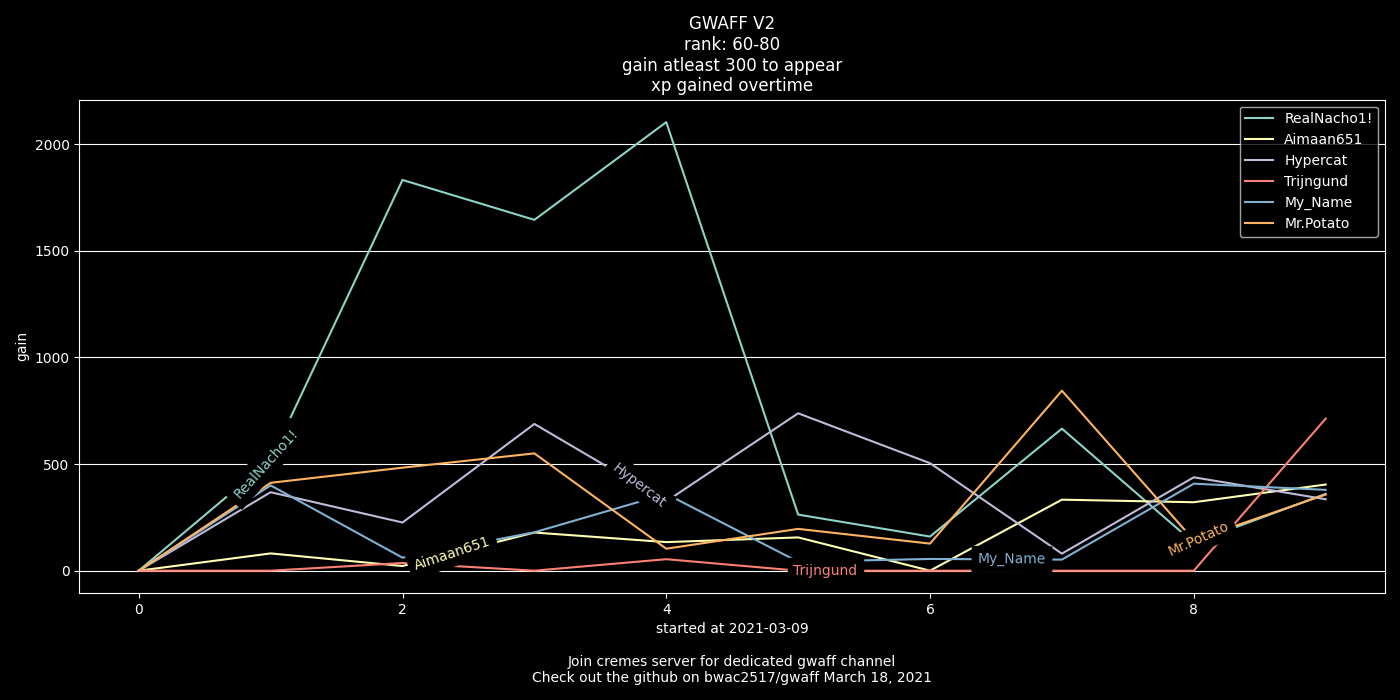 GWAFF V2
rank: 60-80
gain atleast 300 to appear
xp gained overtime
RealNacho1!
Aimaan651
Hypercat
Trijngund
My_Name
Mr.Potato
2000
1500
1000
500
0
gain
RealNacho1!
Aimaan651
Hypercat
Trijngund
My_Name
Mr.Potato
0 2 4 6 8
started at 2021-03-09
Join cremes server for dedicated gwaff channel
Check out the github on bwac2517/gwaff March 18, 2021